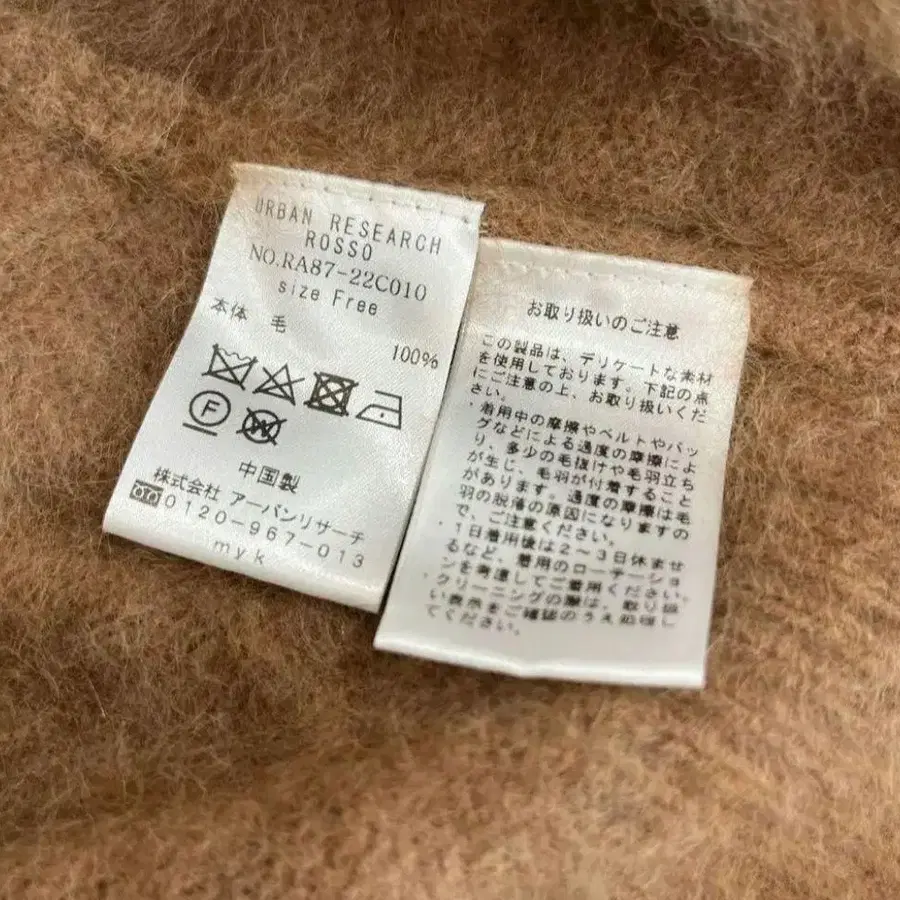 URBAN RESEARCH
ROSSO
NO.RA87-22C010
size Free
本体 毛
100%
F
W
中国製
株式会社 アーバンリサーチ
0120-967-013
myk
お取り扱いのご注意
この製品は、デリケートな素材
を使用しております。下記の点
にご注意の上、お取り扱いくだ
さい。
・着用中の摩擦やベルトやバッ
グなどによる過度の摩擦によ
り、多少の毛抜けや毛羽立ち
が生じ、毛羽が付着すること
があります。過度の摩擦は毛
羽の脱落の原因になりますの
で、ご注意ください。
・1日着用後は2～3日休ませ
るなど、着用のローテーショ
ンを考慮してご着用ください。
・クリーニングの際は、取り扱
い表示をご確認のうえ処理し
てください。